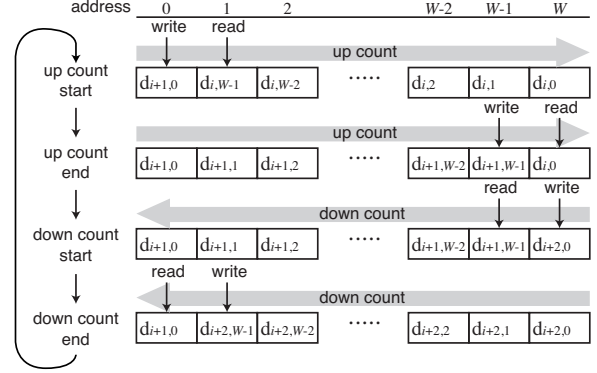 address 0 1 2 W-2 W-1 W
write read
up count
up count start
d_{i+1,0} d_{i,W-1} d_{i,W-2} ..... d_{i,2} d_{i,1} d_{i,0}
write read
up count
up count end
d_{i+1,0} d_{i+1,1} d_{i+1,2} ..... d_{i+1,W-2} d_{i+1,W-1} d_{i,0}
read write
down count
down count start
d_{i+1,0} d_{i+1,1} d_{i+1,2} ..... d_{i+1,W-2} d_{i+1,W-1} d_{i+2,0}
read write
down count
down count end
d_{i+1,0} d_{i+2,W-1} d_{i+2,W-2} ..... d_{i+2,2} d_{i+2,1} d_{i+2,0}